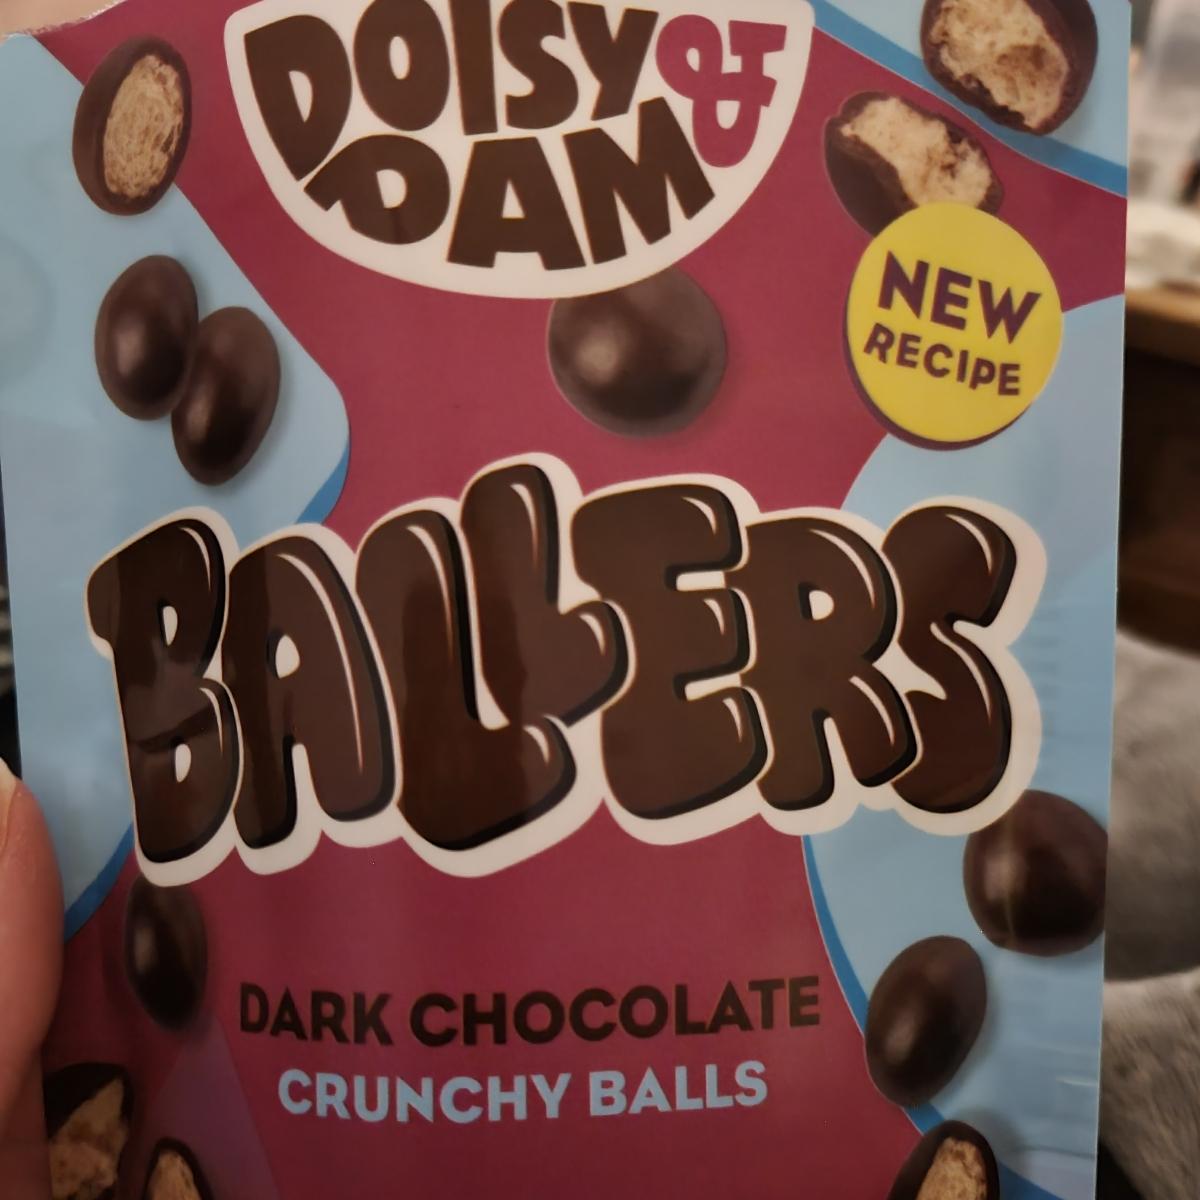 DOISY &
DAM
NEW
RECIPE
BALLERS
DARK CHOCOLATE
CRUNCHY BALLS